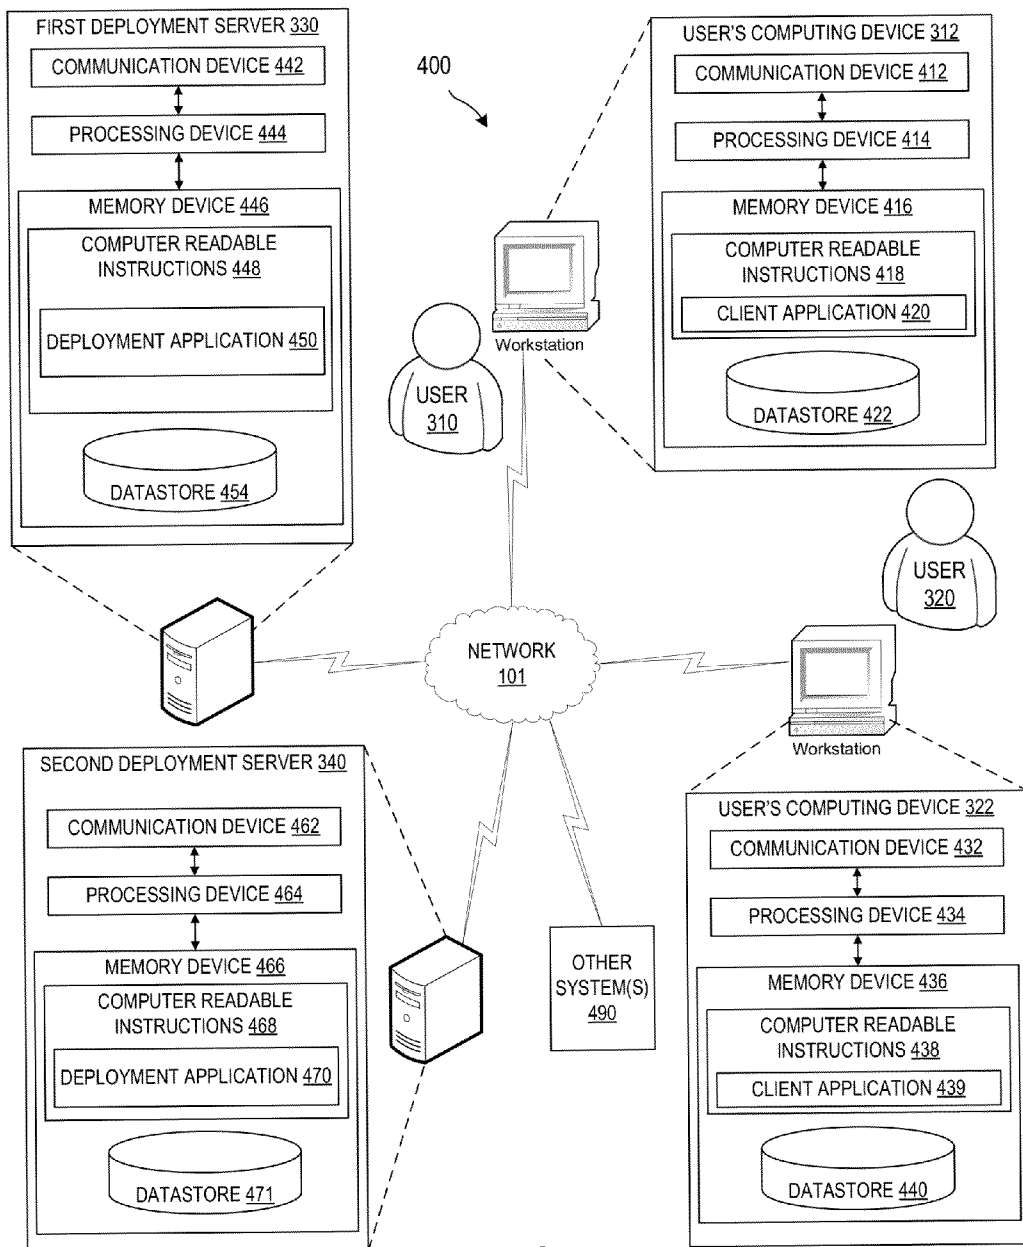 FIRST DEPLOYMENT SERVER 330
COMMUNICATION DEVICE 442
PROCESSING DEVICE 444
MEMORY DEVICE 446
COMPUTER READABLE
INSTRUCTIONS 448
DEPLOYMENT APPLICATION 450
DATASTORE 454
400
USER'S COMPUTING DEVICE 312
COMMUNICATION DEVICE 412
PROCESSING DEVICE 414
MEMORY DEVICE 416
COMPUTER READABLE
INSTRUCTIONS 418
CLIENT APPLICATION 420
DATASTORE 422
Workstation
USER
310
USER
320
NETWORK
101
Workstation
SECOND DEPLOYMENT SERVER 340
COMMUNICATION DEVICE 462
PROCESSING DEVICE 464
MEMORY DEVICE 466
COMPUTER READABLE
INSTRUCTIONS 468
DEPLOYMENT APPLICATION 470
DATASTORE 471
OTHER
SYSTEM(S)
490
USER'S COMPUTING DEVICE 322
COMMUNICATION DEVICE 432
PROCESSING DEVICE 434
MEMORY DEVICE 436
COMPUTER READABLE
INSTRUCTIONS 438
CLIENT APPLICATION 439
DATASTORE 440